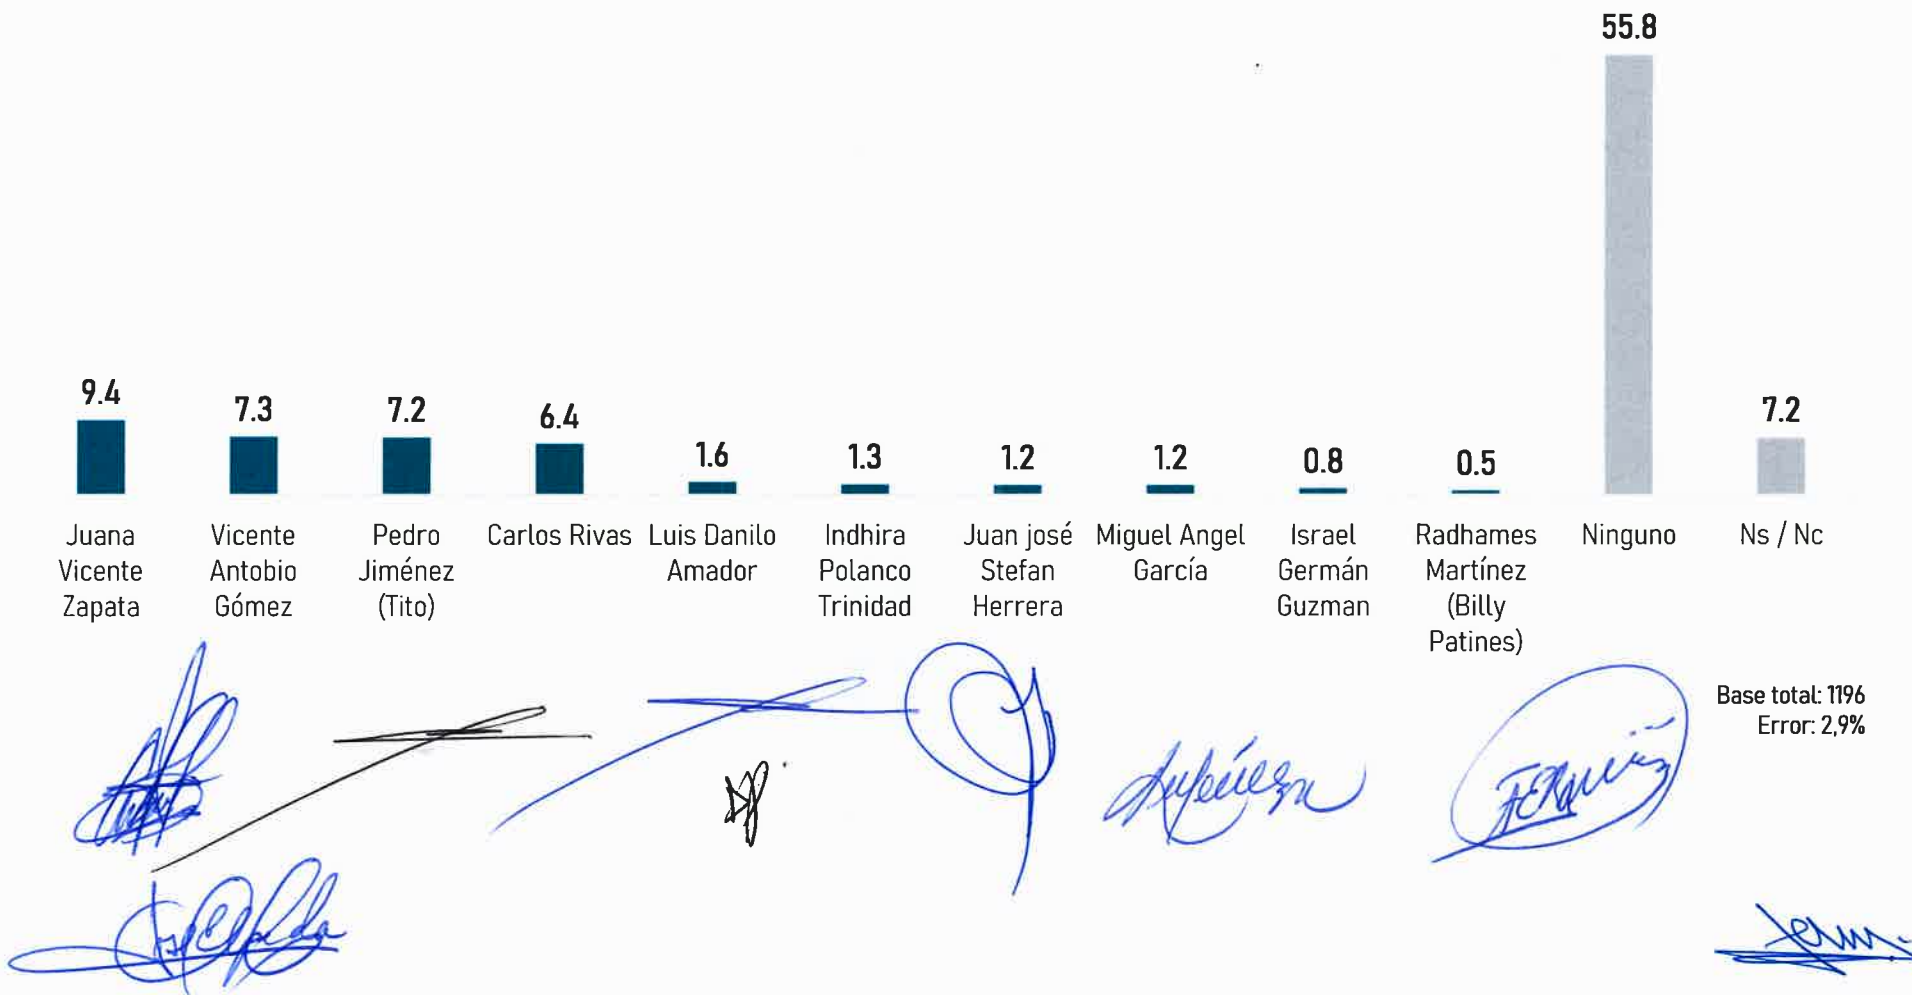 55.8
9.4
7.3
7.2
6.4
1.6
1.3
1.2
1.2
0.8
0.5
7.2
Juana
Vicente
Zapata
Vicente
Antobio
Gómez
Pedro
Jiménez
(Tito)
Carlos Rivas
Luis Danilo
Amador
Indhira
Polanco
Trinidad
Juan josé
Stefan
Herrera
Miguel Angel
García
Israel
Germán
Guzman
Radhames
Martínez
(Billy
Patines)
Ninguno
Ns / Nc
Base total: 1196
Error: 2,9%